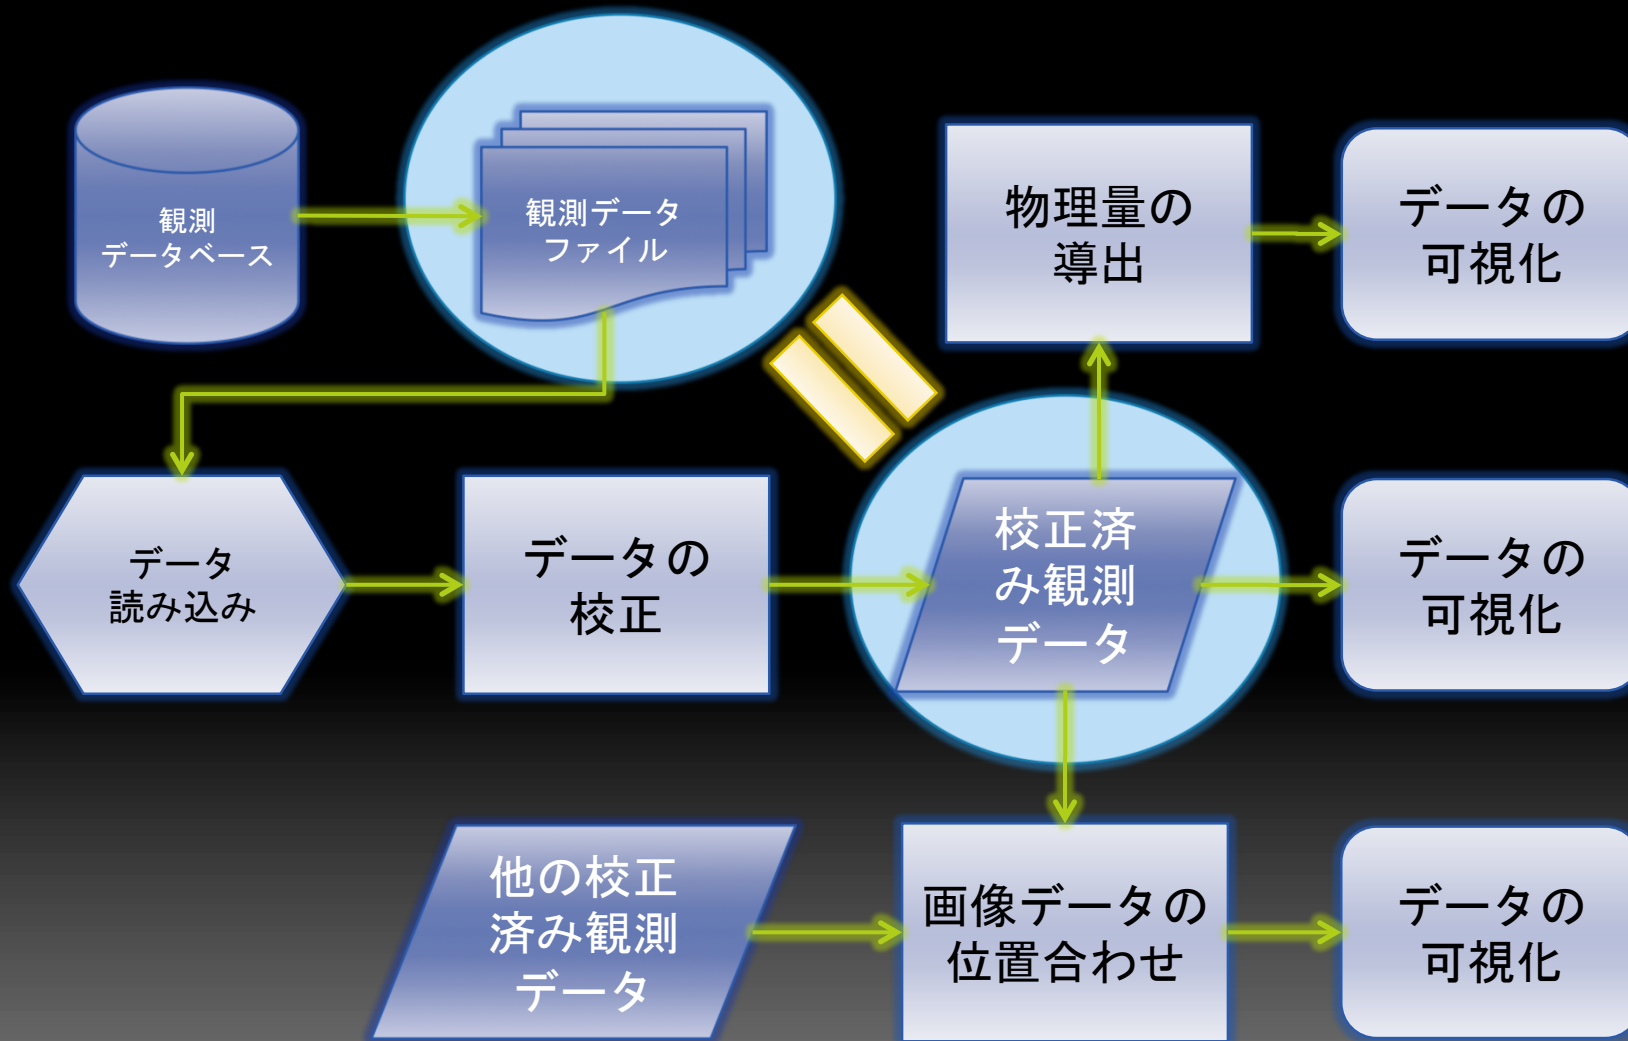 観測
データベース
観測データ
ファイル
物理量の
導出
データの
可視化
データ
読み込み
データの
校正
校正済
み観測
データ
データの
可視化
他の校正
済み観測
データ
画像データの
位置合わせ
データの
可視化